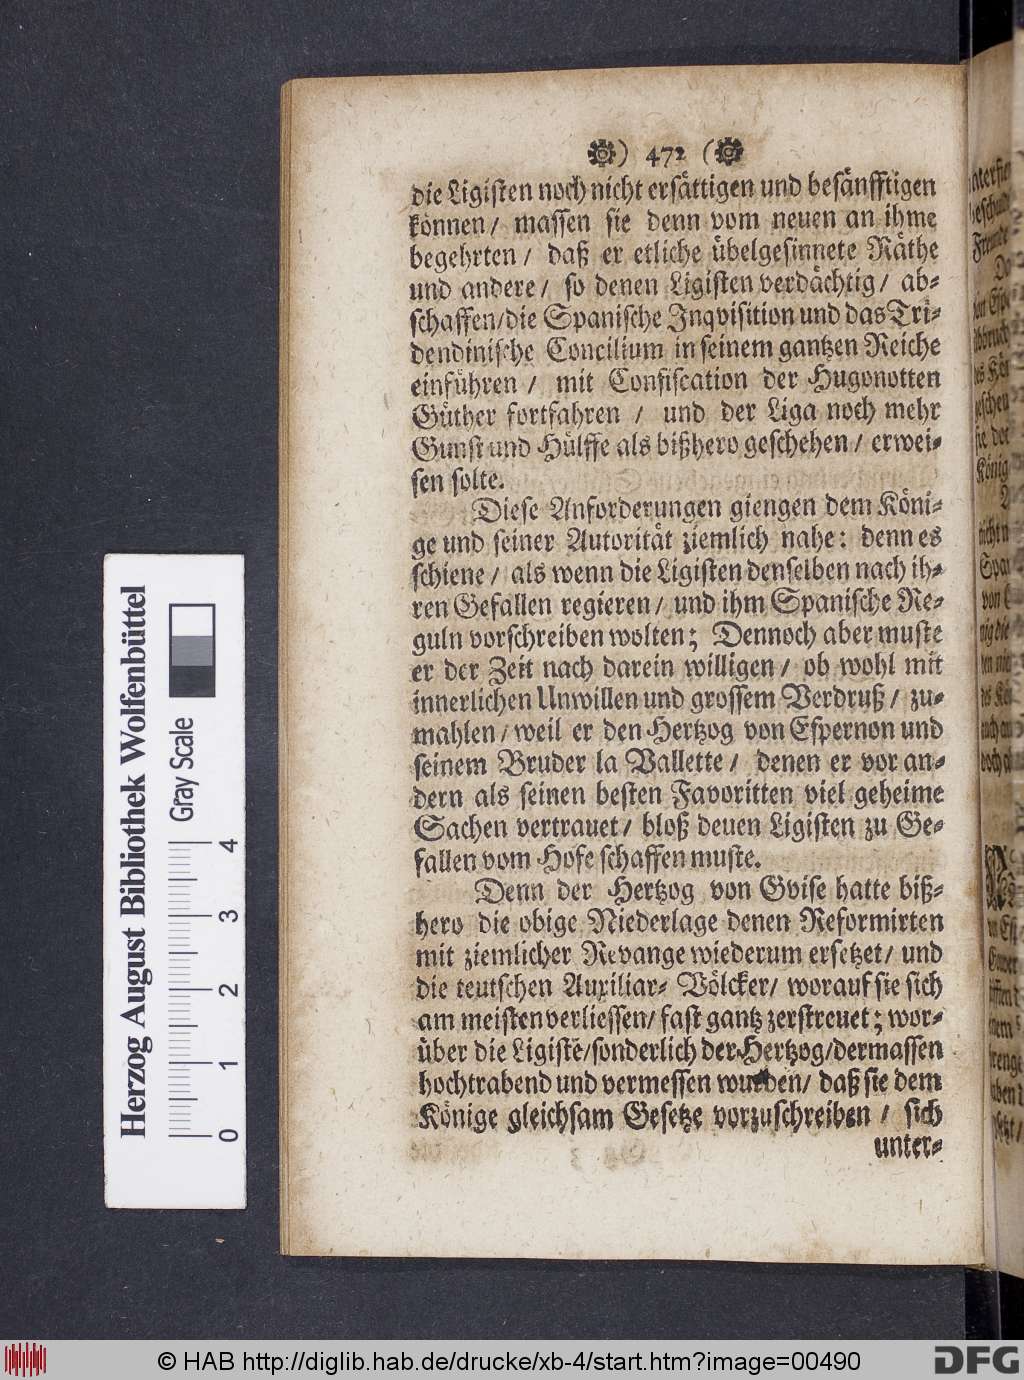 ) 472 (
die Ligisten noch nicht ersättigen und besänfftigen
können / massen sie denn vom neuen an ihme
begehrten / daß er etliche übelgesinnete Räthe
und andere / so denen Ligisten verdächtig / ab-
schaffen/die Spanische Inqvisition und das Tri-
dendinische Concilium in seinem gantzen Reiche
einführen / mit Confiscation der Hugonotten
Güther fortfahren / und der Liga noch mehr
Gunst und Hülffe als bißhero geschehen / erwei-
sen solte.
Diese Anforderungen giengen dem Köni-
ge und seiner Autorität ziemlich nahe: denn es
schiene / als wenn die Ligisten denselben nach ih-
ren Gefallen regieren / und ihm Spanische Re-
guln vorschreiben wolten; Dennoch aber muste
er der Zeit nach darein willigen / ob wohl mit
innerlichen Unwillen und grossem Verdruß / zu-
mahlen / weil er den Hertzog von Espernon und
seinem Bruder la Vallette / denen er vor an-
dern als seinen besten Favoritten viel geheime
Sachen vertrauet / bloß deuen Ligisten zu Ge-
fallen vom Hofe schaffen muste.
Denn der Hertzog von Gvise hatte biß-
hero die obige Niederlage denen Reformirten
mit ziemlicher Revange wiederum ersetzet / und
die teutschen Auxiliar- Völcker / worauf sie sich
am meisten verliessen / fast gantz zerstreuet; wor-
über die Ligiste/sonderlich der Hertzog/dermassen
hochtrabend und vermessen wurden / daß sie dem
Könige gleichsam Gesetze vorzuschreiben / sich
unter-
Herzog August Bibliothek Wolfenbüttel
Gray Scale
0 1 2 3 4
© HAB http://diglib.hab.de/drucke/xb-4/start.htm?image=00490
DFG